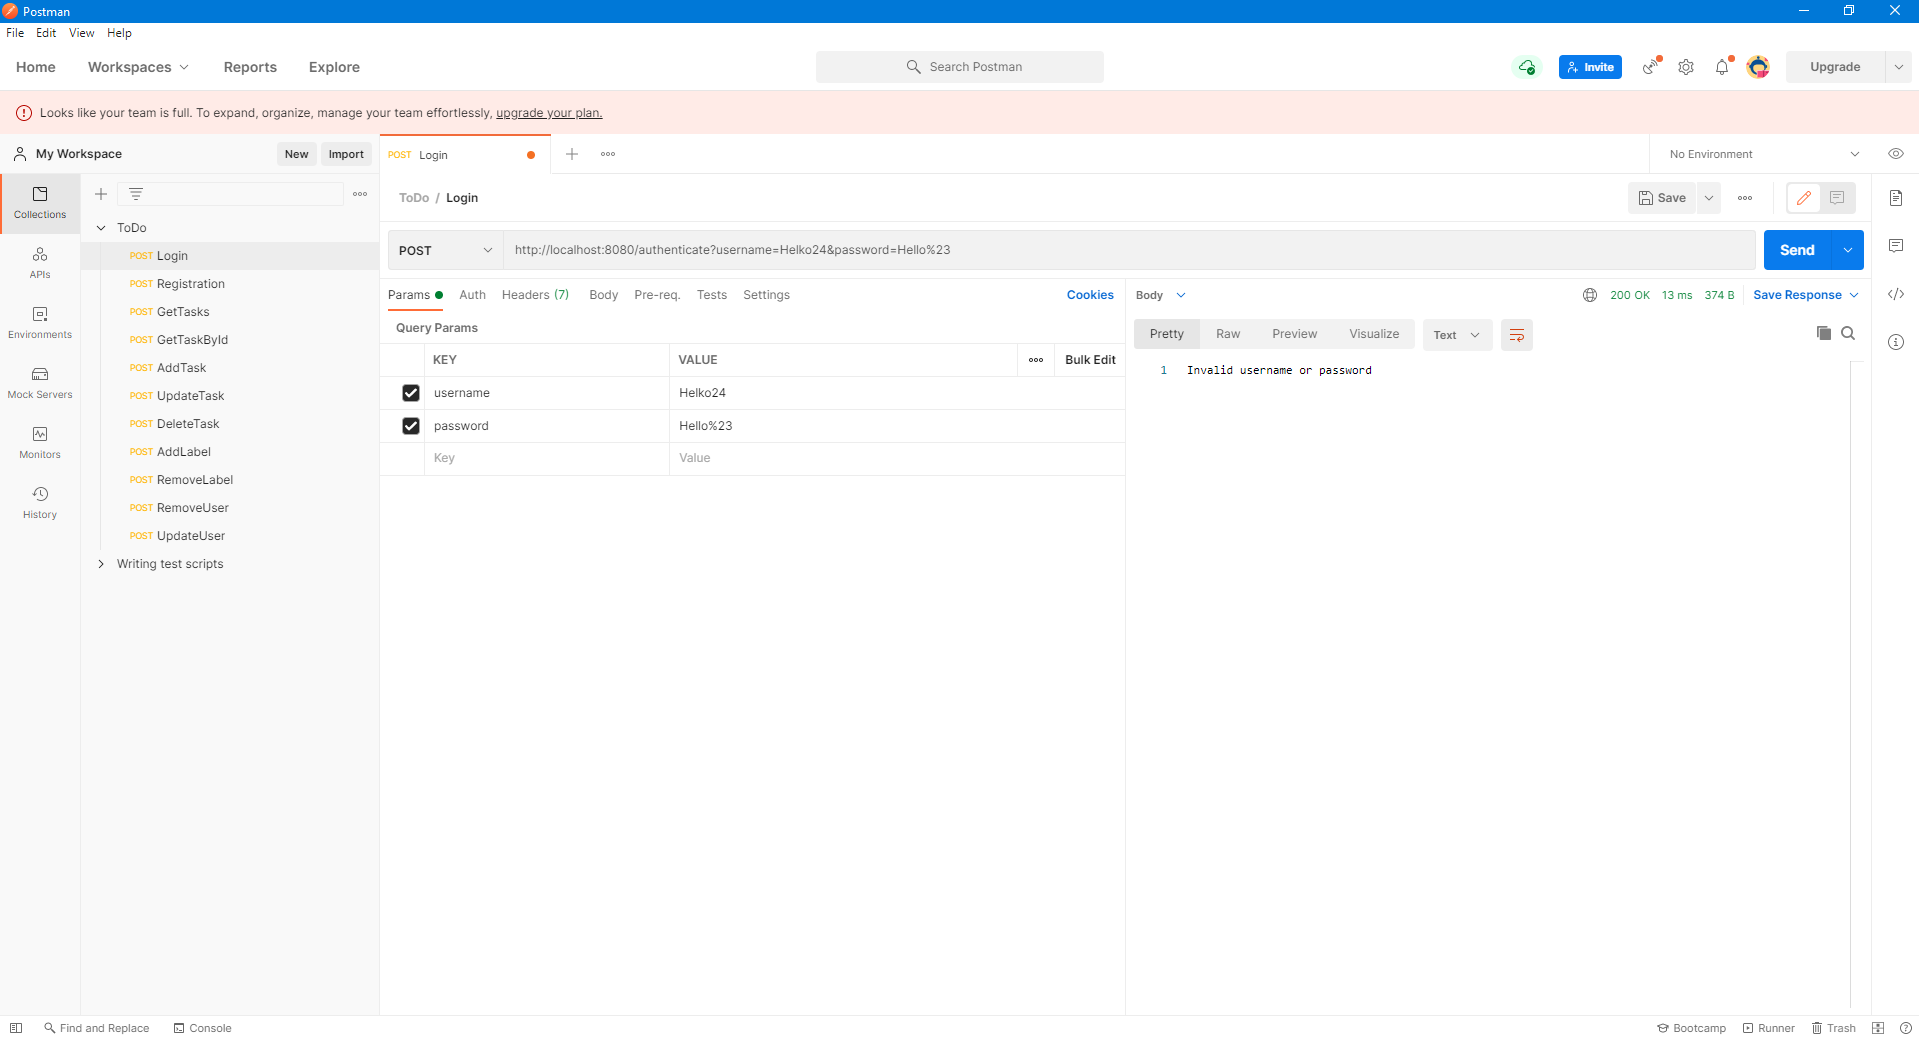 Postman
File Edit View Help
Home Workspaces Reports Explore Search Postman Invite Upgrade
Looks like your team is full. To expand, organize, manage your team effortlessly, upgrade your plan.
My Workspace New Import POST Login No Environment
Collections
APIs
Environments
Mock Servers
Monitors
History
ToDo
POST Login
POST Registration
POST GetTasks
POST GetTaskById
POST AddTask
POST UpdateTask
POST DeleteTask
POST AddLabel
POST RemoveLabel
POST RemoveUser
POST UpdateUser
Writing test scripts
ToDo / Login Save
POST http://localhost:8080/authenticate?username=Helko24&password=Hello%23 Send
Params Auth Headers (7) Body Pre-req. Tests Settings Cookies
Query Params
KEY VALUE Bulk Edit
username Helko24
password Hello%23
Key Value
Body 200 OK 13 ms 374 B Save Response
Pretty Raw Preview Visualize Text
1 Invalid username or password
Find and Replace Console Bootcamp Runner Trash